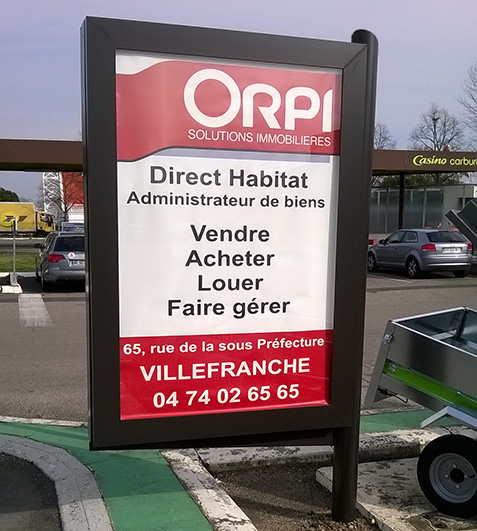 ORPI
SOLUTIONS IMMOBILIERES
Direct Habitat
Administrateur de biens
Vendre
Acheter
Louer
Faire gérer
65, rue de la sous Préfecture
VILLEFRANCHE
04 74 02 65 65
Casino carbur